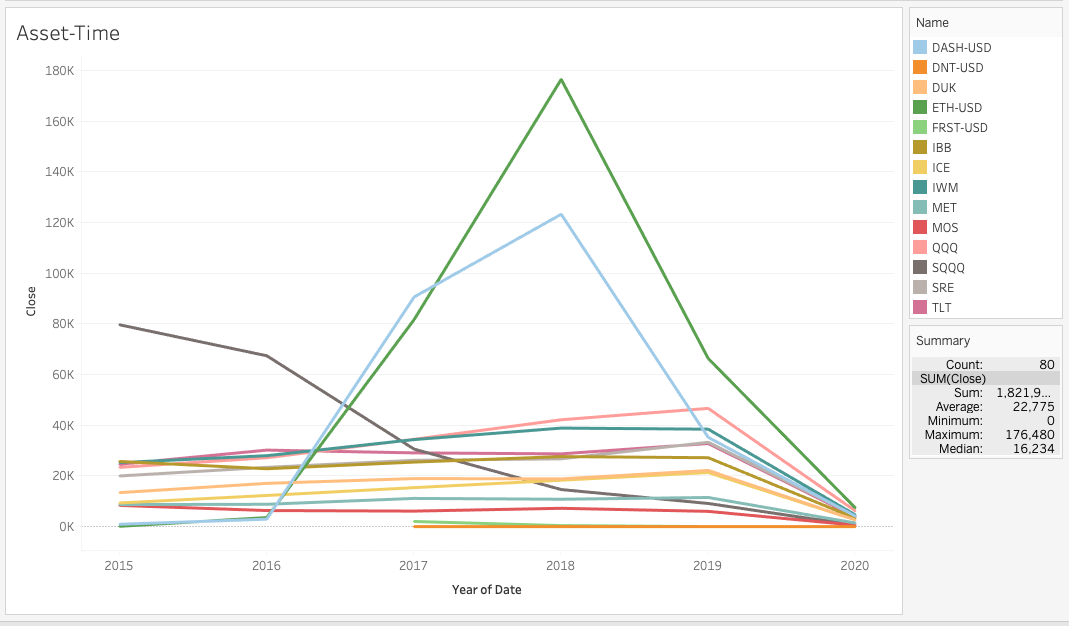 Asset-Time
180K
160K
140K
120K
100K
80K
60K
40K
20K
0K
Close
2015 2016 2017 2018 2019 2020
Year of Date
Name
DASH-USD
DNT-USD
DUK
ETH-USD
FRST-USD
IBB
ICE
IWM
MET
MOS
QQQ
SQQQ
SRE
TLT
Summary
Count: 80
SUM(Close)
Sum: 1,821,9...
Average: 22,775
Minimum: 0
Maximum: 176,480
Median: 16,234